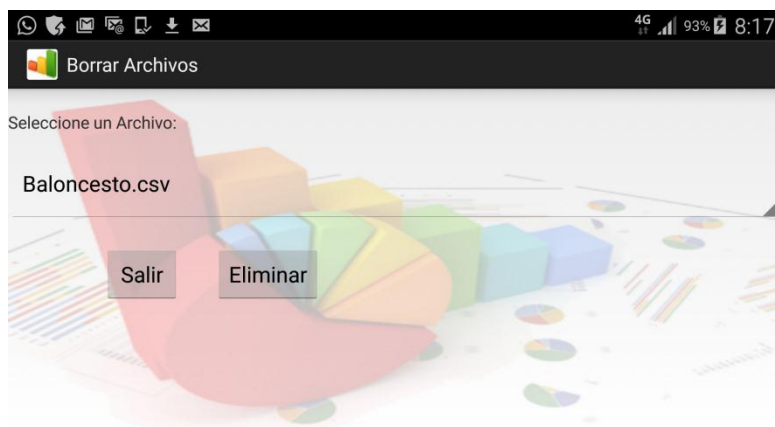 4G 93% 8:17
Borrar Archivos
Seleccione un Archivo:
Baloncesto.csv
Salir Eliminar